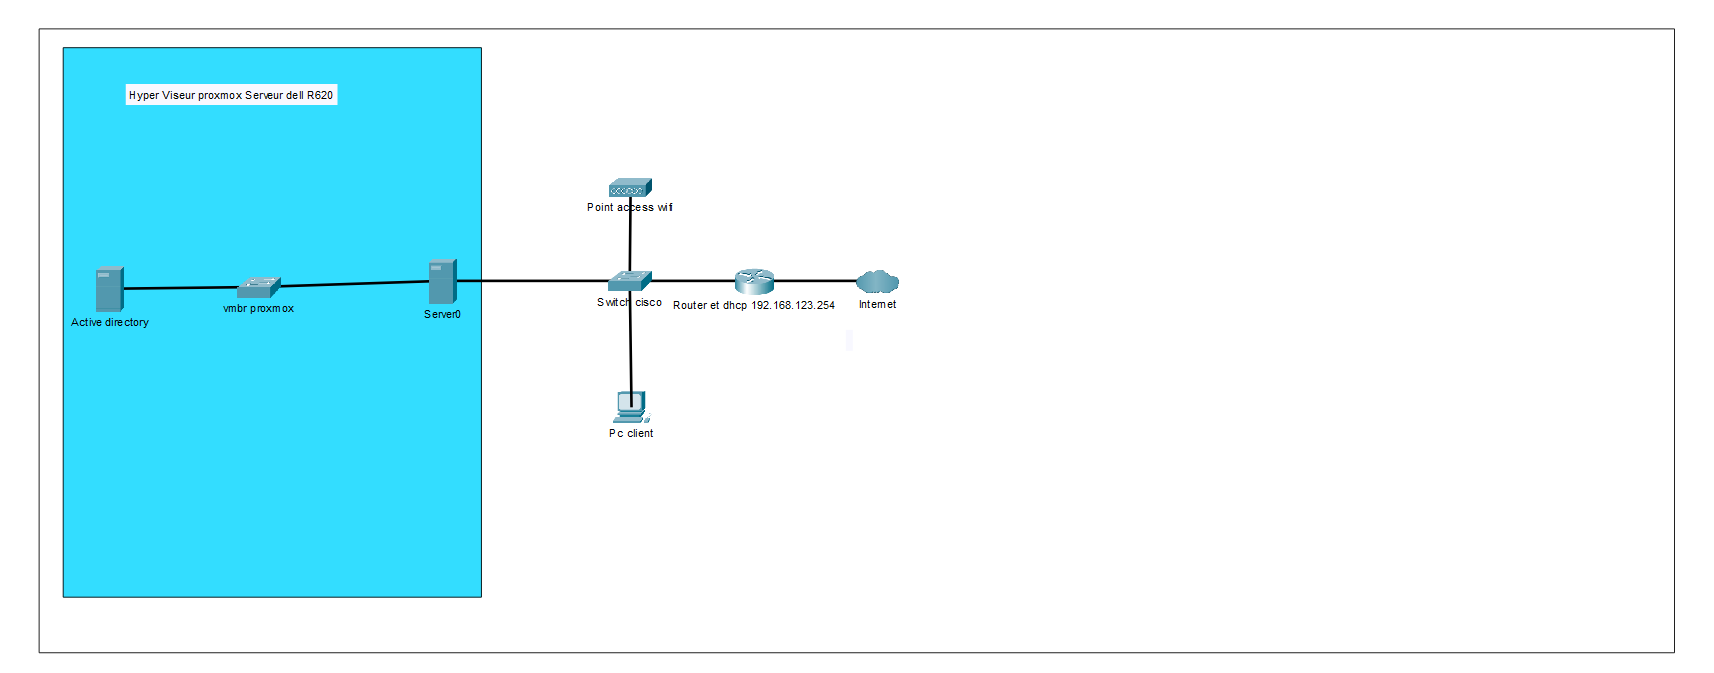 Hyper Viseur proxmox Serveur dell R620
Point access wifi
Active directory
vmbr proxmox
Server0
Switch cisco
Router et dhcp 192.168.123.254
Internet
Pc client